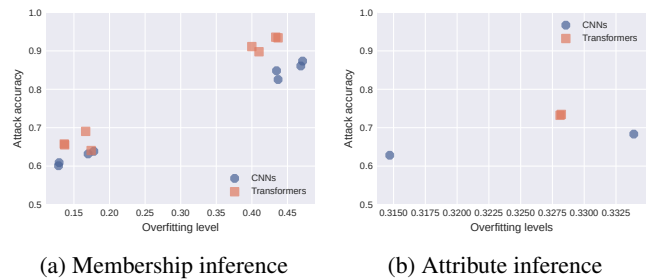 1.0
0.9
0.8
0.7
0.6
0.5
Attack accuracy
CNNs
Transformers
0.15 0.20 0.25 0.30 0.35 0.40 0.45
Overfitting level
(a) Membership inference
1.0
0.9
0.8
0.7
0.6
0.5
Attack accuracy
CNNs
Transformers
0.3150 0.3175 0.3200 0.3225 0.3250 0.3275 0.3300 0.3325
Overfitting levels
(b) Attribute inference